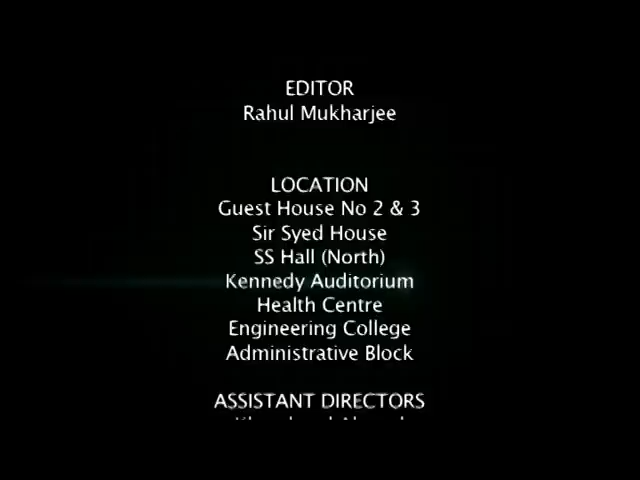 EDITOR
Rahul Mukharjee
LOCATION
Guest House No 2 & 3
Sir Syed House
SS Hall (North)
Kennedy Auditorium
Health Centre
Engineering College
Administrative Block
ASSISTANT DIRECTORS